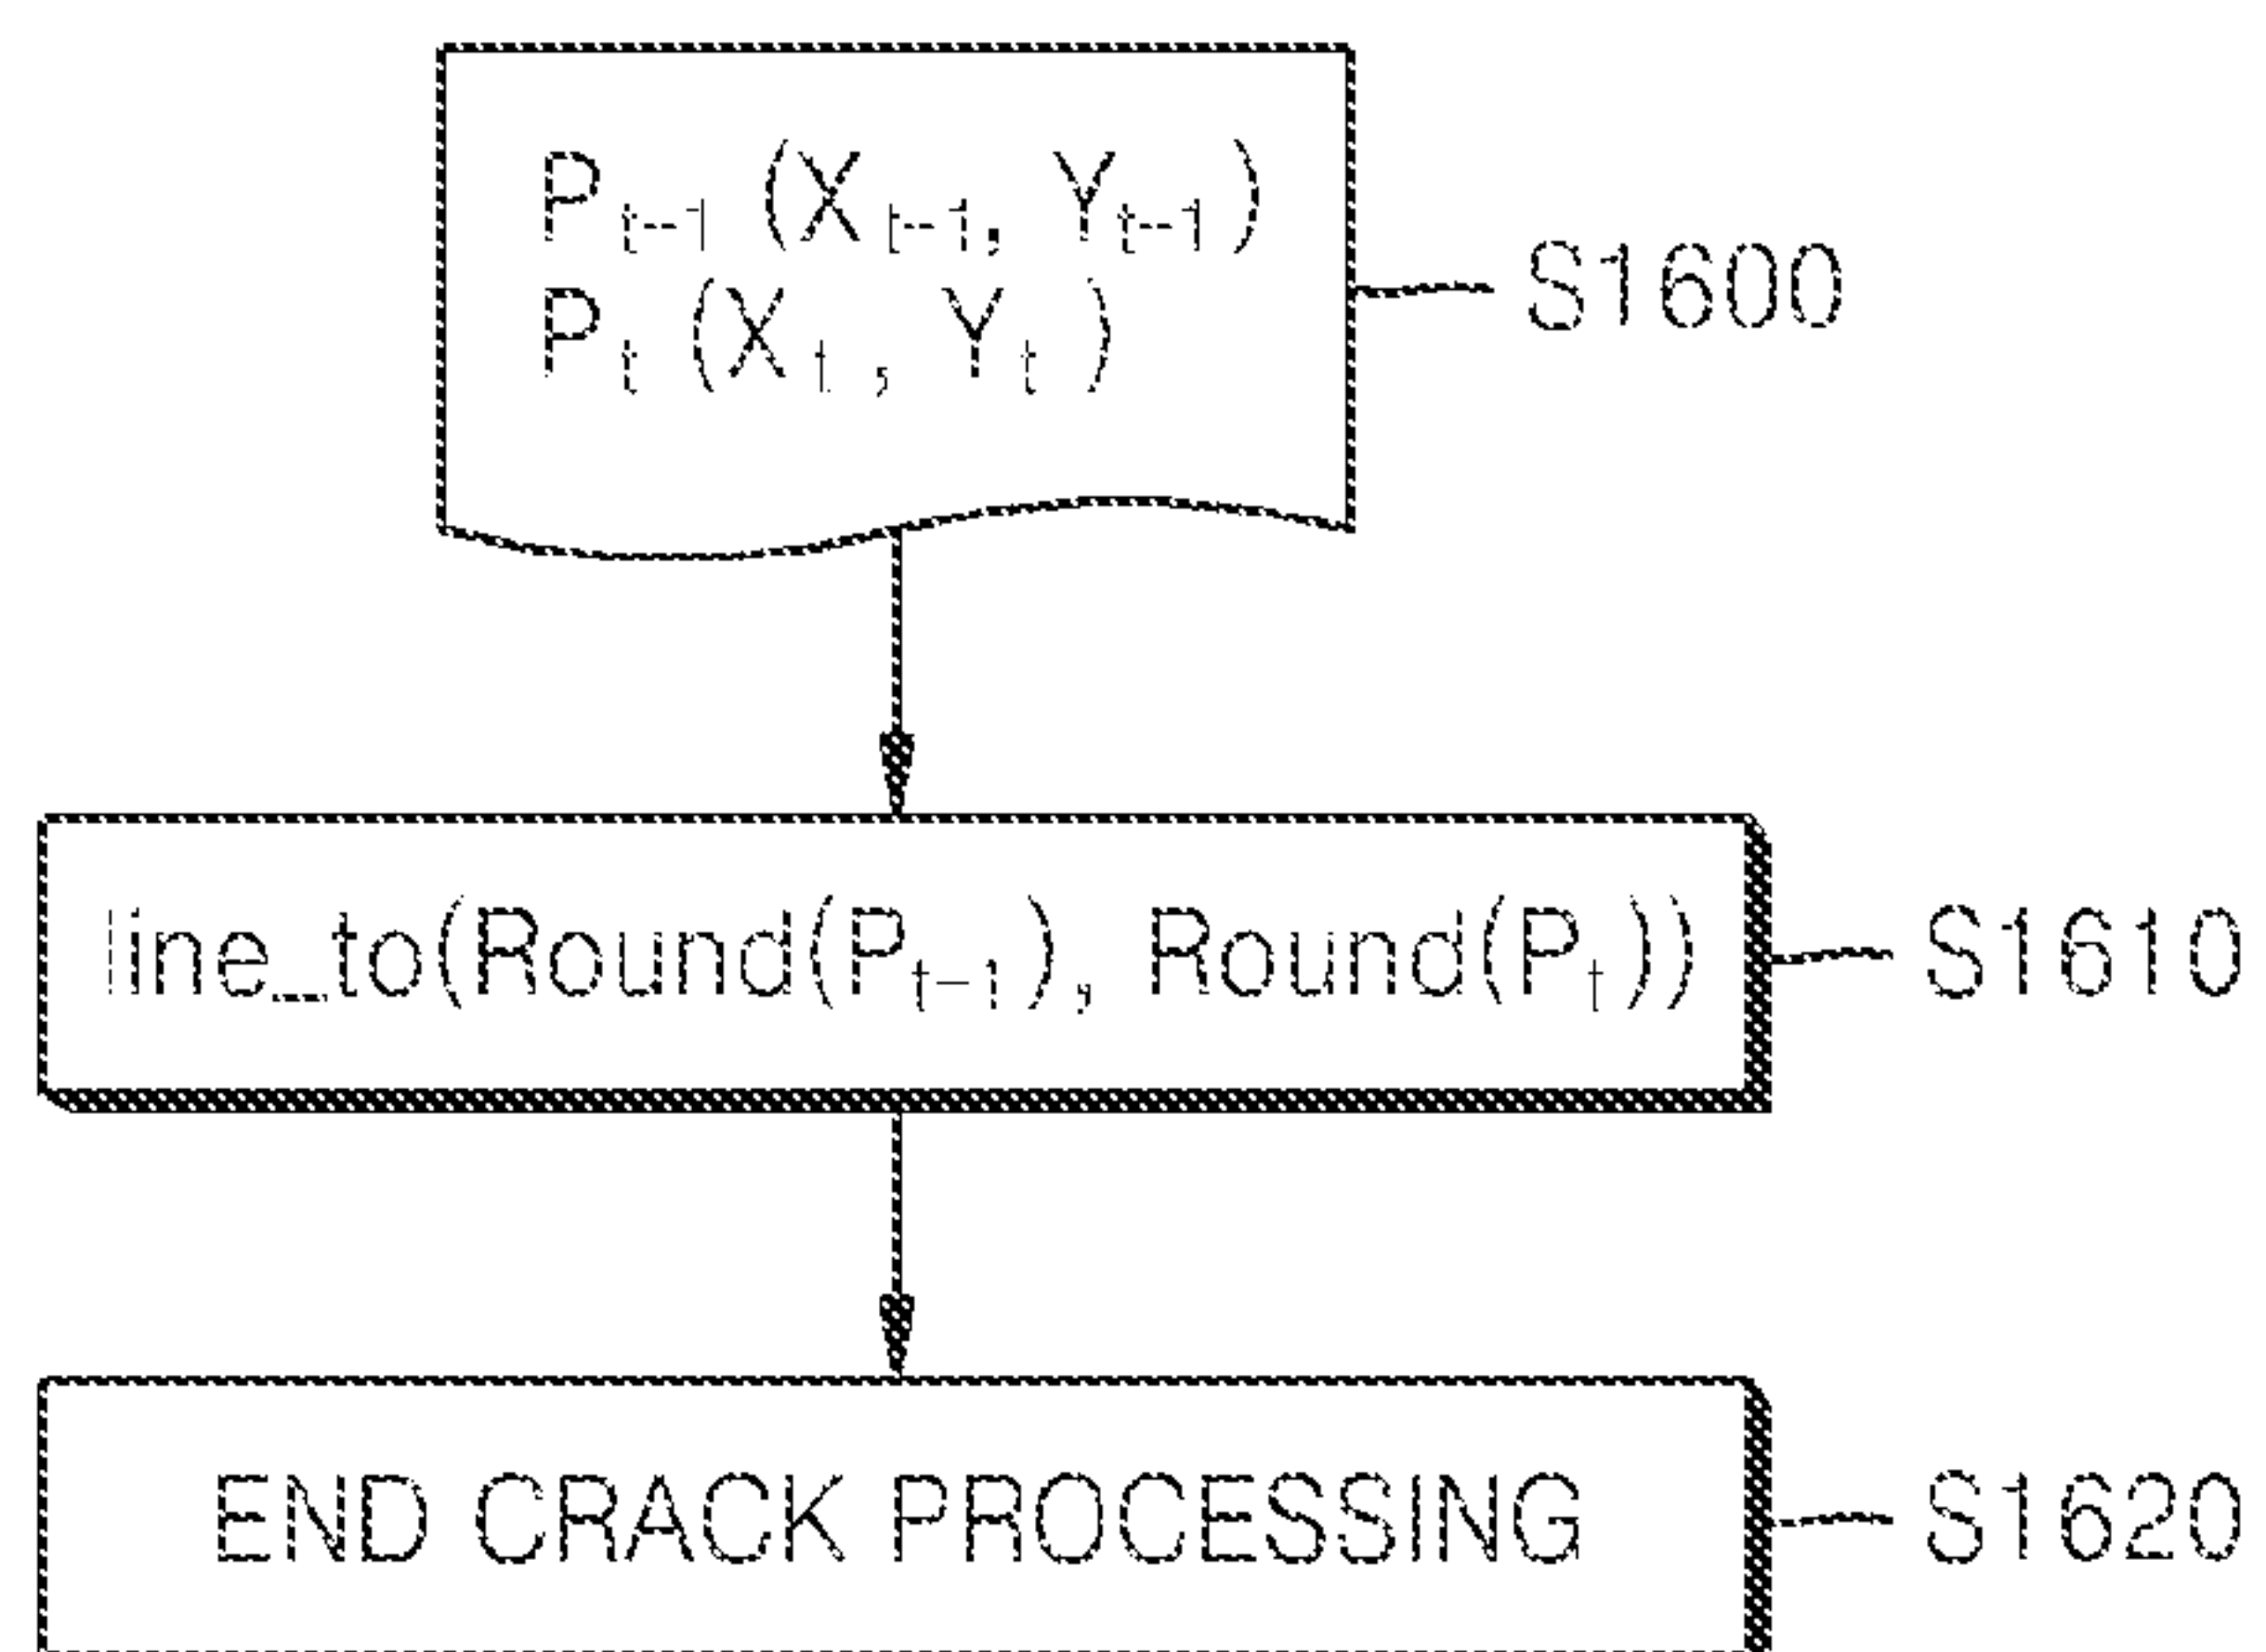 P_{t-1} (X_{t-1}, Y_{t-1})
P_t (X_t, Y_t)
S1600
line_to(Round(P_{t-1}), Round(P_t))
S1610
END CRACK PROCESSING
S1620